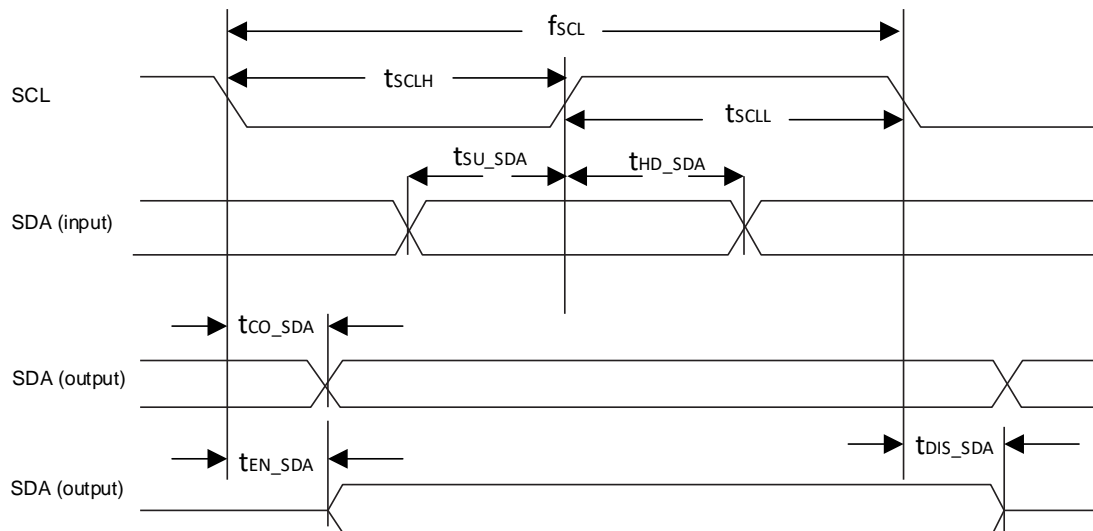 fSCL
SCL
tSCLH
tSCLL
tSU_SDA
tHD_SDA
SDA (input)
tCO_SDA
SDA (output)
tEN_SDA
tDIS_SDA
SDA (output)